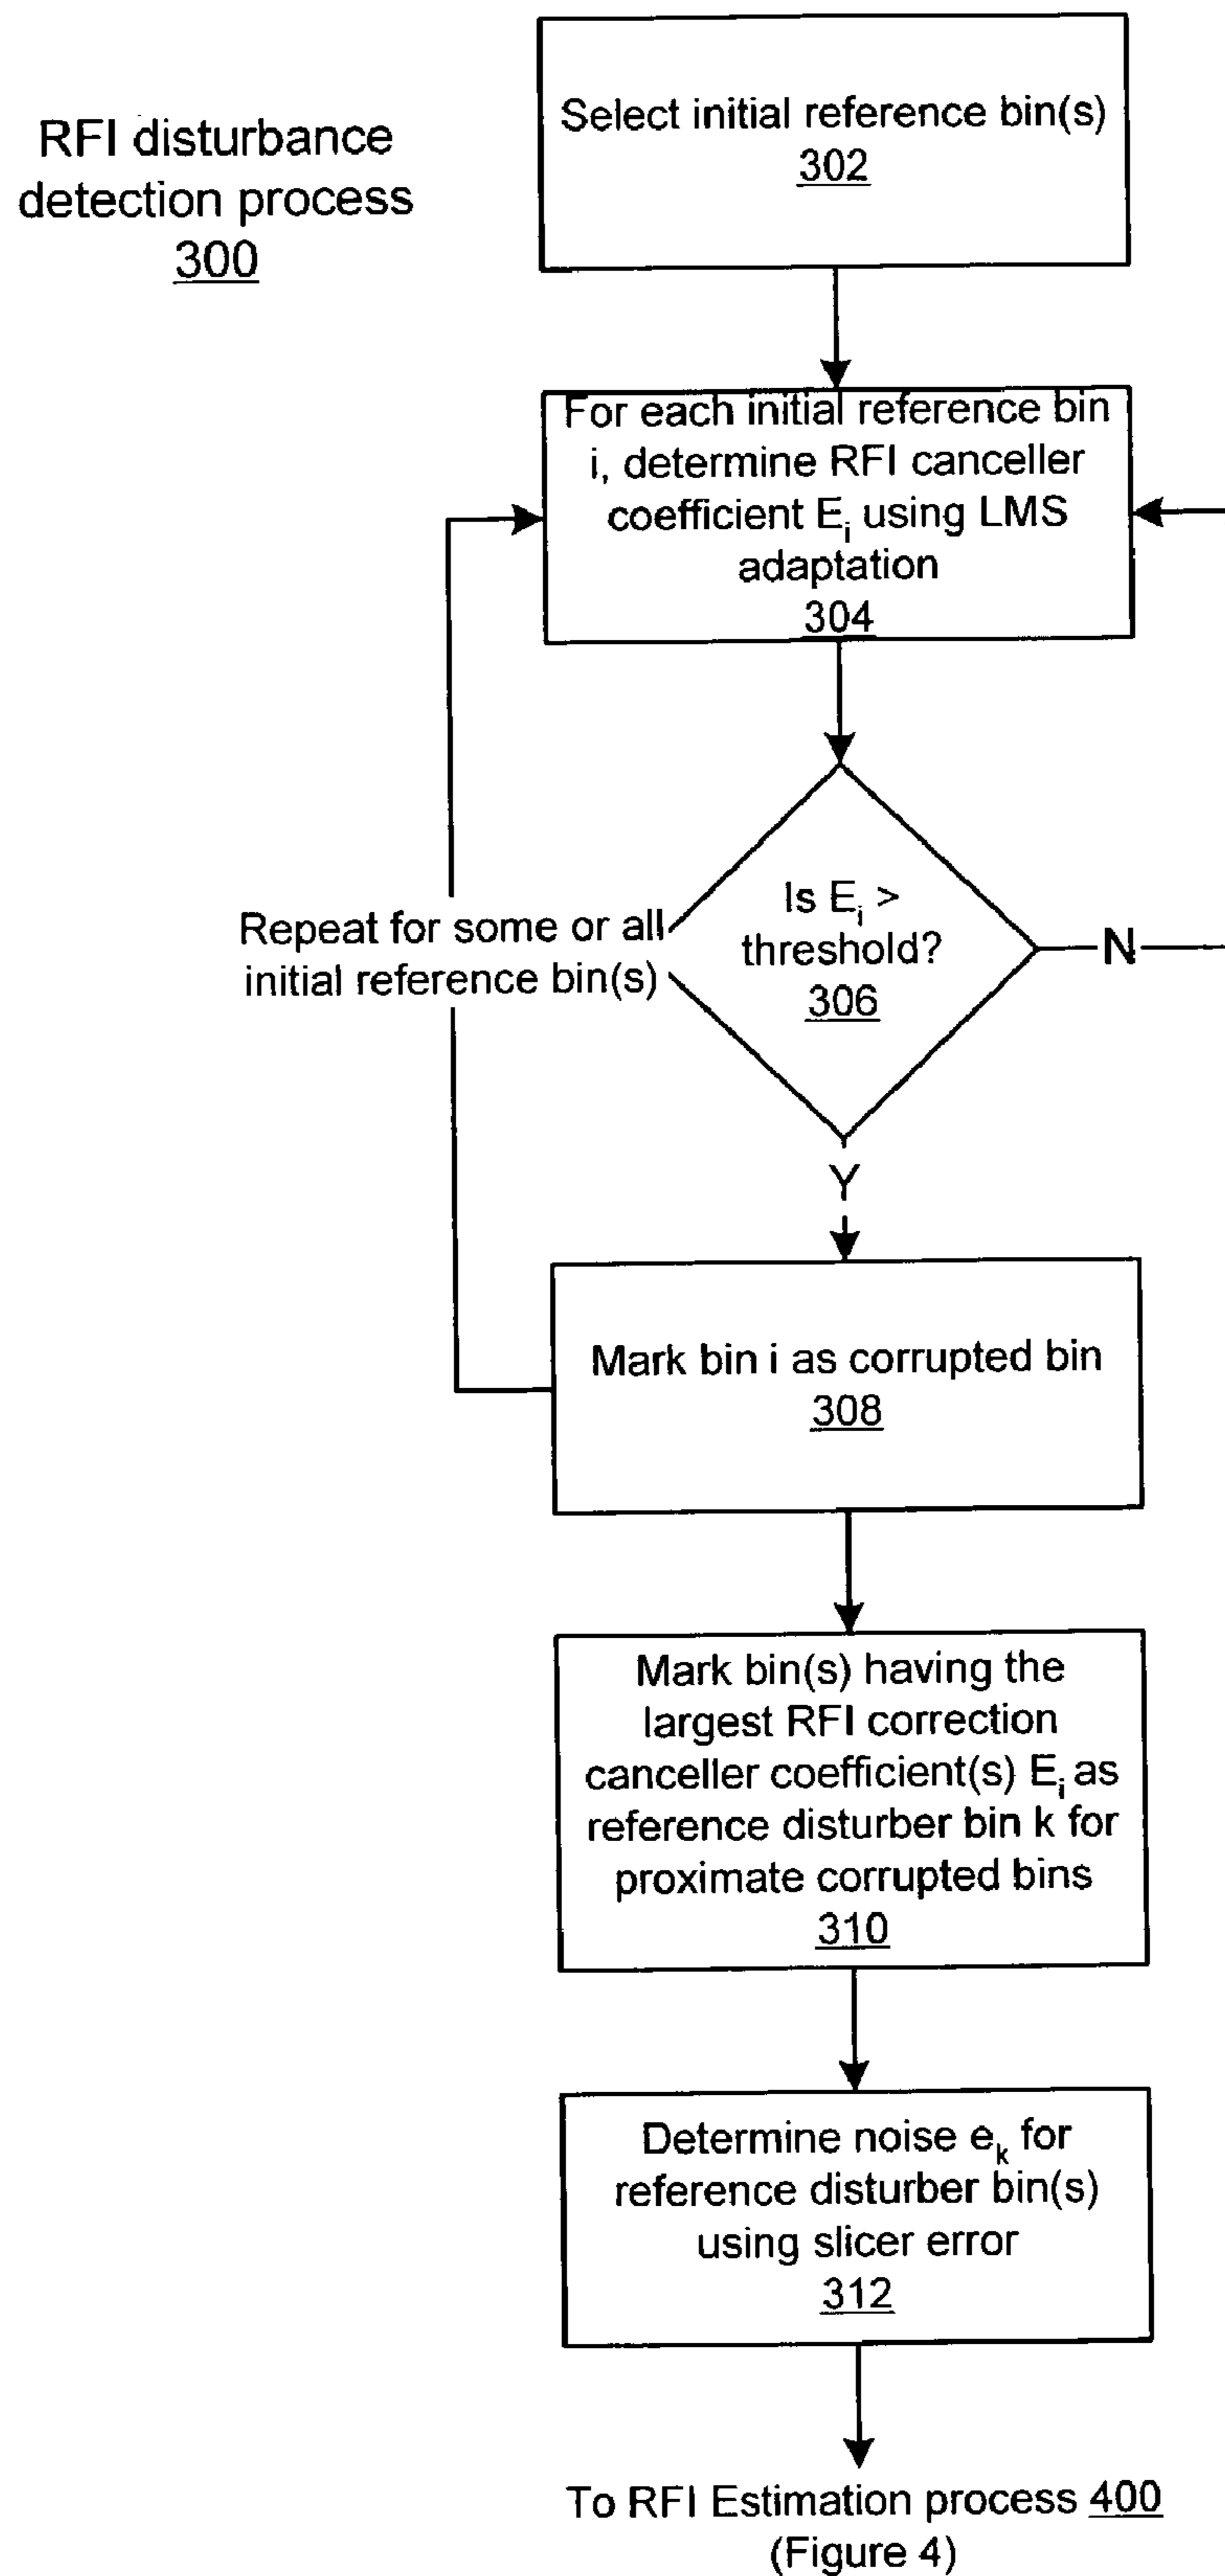 RFI disturbance
detection process
300
Select initial reference bin(s)
302
For each initial reference bin
i, determine RFI canceller
coefficient Ei using LMS
adaptation
304
Is Ei >
threshold?
306
N
Repeat for some or all
initial reference bin(s)
Y
Mark bin i as corrupted bin
308
Mark bin(s) having the
largest RFI correction
canceller coefficient(s) Ei as
reference disturber bin k for
proximate corrupted bins
310
Determine noise ek for
reference disturber bin(s)
using slicer error
312
To RFI Estimation process 400
(Figure 4)